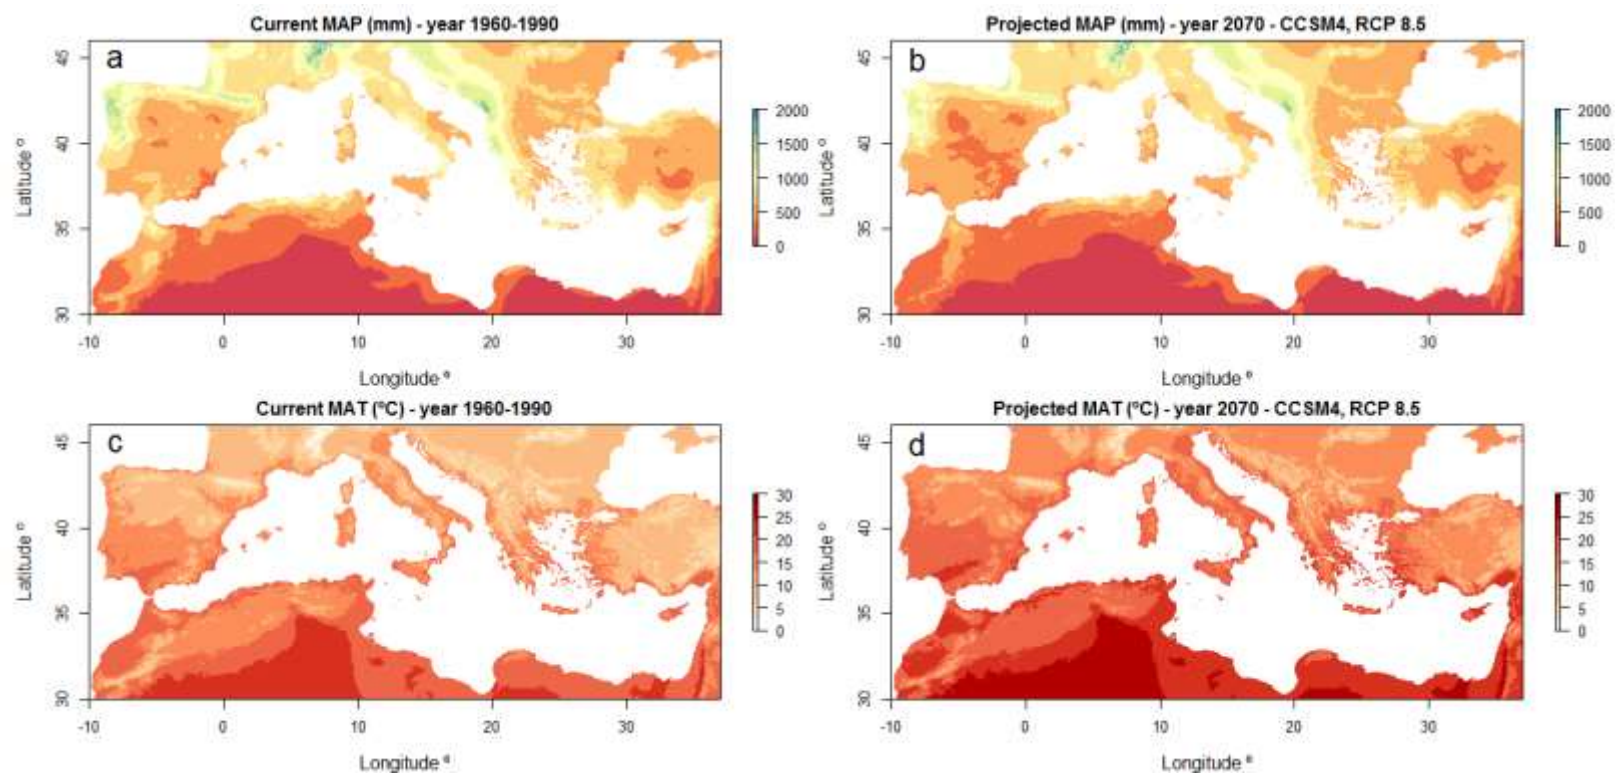 Current MAP (mm) - year 1960-1990
a
45
40
35
30
Latitude º
-10 0 10 20 30
Longitude º
2000
1500
1000
500
0
Projected MAP (mm) - year 2070 - CCSM4, RCP 8.5
b
45
40
35
30
Latitude º
-10 0 10 20 30
Longitude º
2000
1500
1000
500
0
Current MAT (ºC) - year 1960-1990
c
45
40
35
30
Latitude º
-10 0 10 20 30
Longitude º
30
25
20
15
10
5
0
Projected MAT (ºC) - year 2070 - CCSM4, RCP 8.5
d
45
40
35
30
Latitude º
-10 0 10 20 30
Longitude º
30
25
20
15
10
5
0